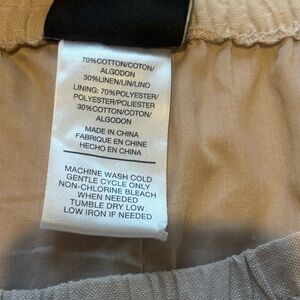 70%COTTON/COTON/
ALGODON
30%LINEN/LIN/LINO
LINING: 70%POLYESTER/
POLYESTER/POLIESTER
30%COTTON/COTON/
ALGODON
MADE IN CHINA
FABRIQUE EN CHINE
HECHO EN CHINA
MACHINE WASH COLD
GENTLE CYCLE ONLY
NON-CHLORINE BLEACH
WHEN NEEDED
TUMBLE DRY LOW
LOW IRON IF NEEDED